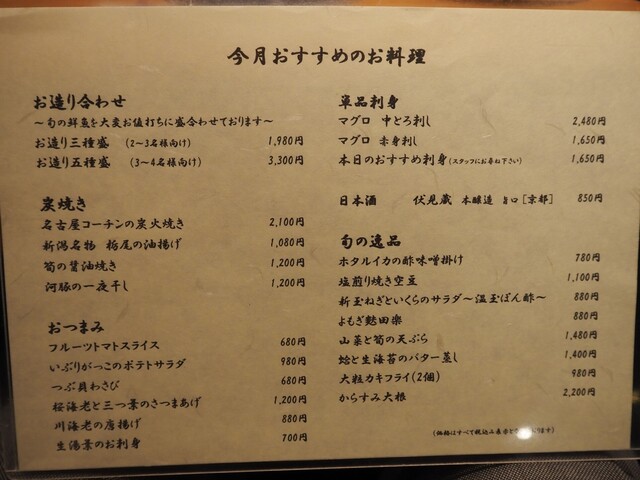 今月おすすめのお料理
お造り合わせ
～旬の鮮魚を大変お値打ちに盛合わせております～
お造り三種盛 (2~3名様向け) 1,980円
お造り五種盛 (3~4名様向け) 3,300円
炭焼き
名古屋コーチンの炭火焼き 2,100円
新潟名物 栃尾の油揚げ 1,080円
筍の醤油焼き 1,200円
河豚の一夜干し 1,200円
おつまみ
フルーツトマトスライス 680円
いぶりがっこのポテトサラダ 980円
つぶ貝わさび 680円
桜海老と三つ葉のさつまあげ 1,200円
川海老の唐揚げ 880円
生湯葉のお刺身 700円
単品刺身
マグロ 中とろ刺し 2,480円
マグロ 赤身刺し 1,650円
本日のおすすめ刺身 (スタッフにお尋ね下さい) 1,650円
日本酒 伏見蔵 本醸造 旨口 [京都] 850円
旬の逸品
ホタルイカの酢味噌掛け 780円
塩煎り焼き空豆 1,100円
新玉ねぎといくらのサラダ～温玉ぽん酢～ 880円
よもぎ麩田楽 880円
山菜と筍の天ぷら 1,480円
蛤と生海苔のバター蒸し 1,400円
大粒カキフライ(2個) 980円
からすみ大根 2,200円
(価格はすべて税込み表示と